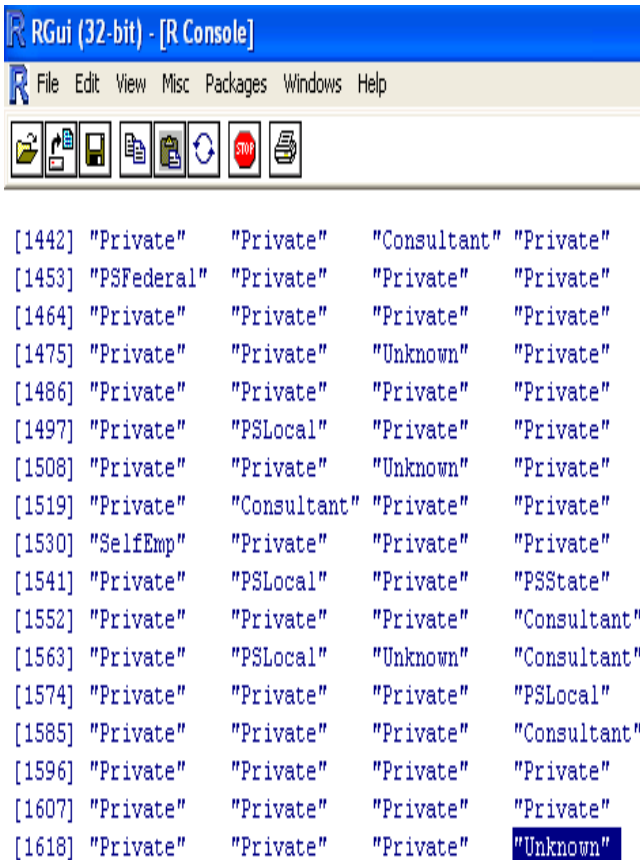 RGui (32-bit) - [R Console]
File Edit View Misc Packages Windows Help
STOP
[1442] "Private" "Private" "Consultant" "Private"
[1453] "PSFederal" "Private" "Private" "Private"
[1464] "Private" "Private" "Private" "Private"
[1475] "Private" "Private" "Unknown" "Private"
[1486] "Private" "Private" "Private" "Private"
[1497] "Private" "PSLocal" "Private" "Private"
[1508] "Private" "Private" "Unknown" "Private"
[1519] "Private" "Consultant" "Private" "Private"
[1530] "SelfEmp" "Private" "Private" "Private"
[1541] "Private" "PSLocal" "Private" "PSState"
[1552] "Private" "Private" "Private" "Consultant"
[1563] "Private" "PSLocal" "Unknown" "Consultant"
[1574] "Private" "Private" "Private" "PSLocal"
[1585] "Private" "Private" "Private" "Consultant"
[1596] "Private" "Private" "Private" "Private"
[1607] "Private" "Private" "Private" "Private"
[1618] "Private" "Private" "Private" "Unknown"